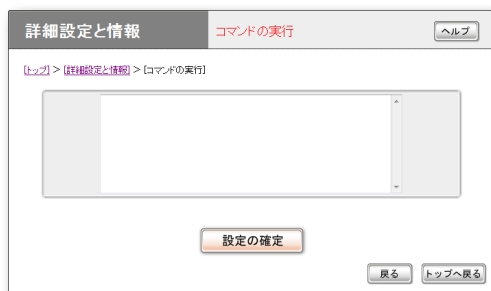 詳細設定と情報 コマンドの実行 ヘルプ
[トップ] > [詳細設定と情報] > [コマンドの実行]
設定の確定
戻る トップへ戻る